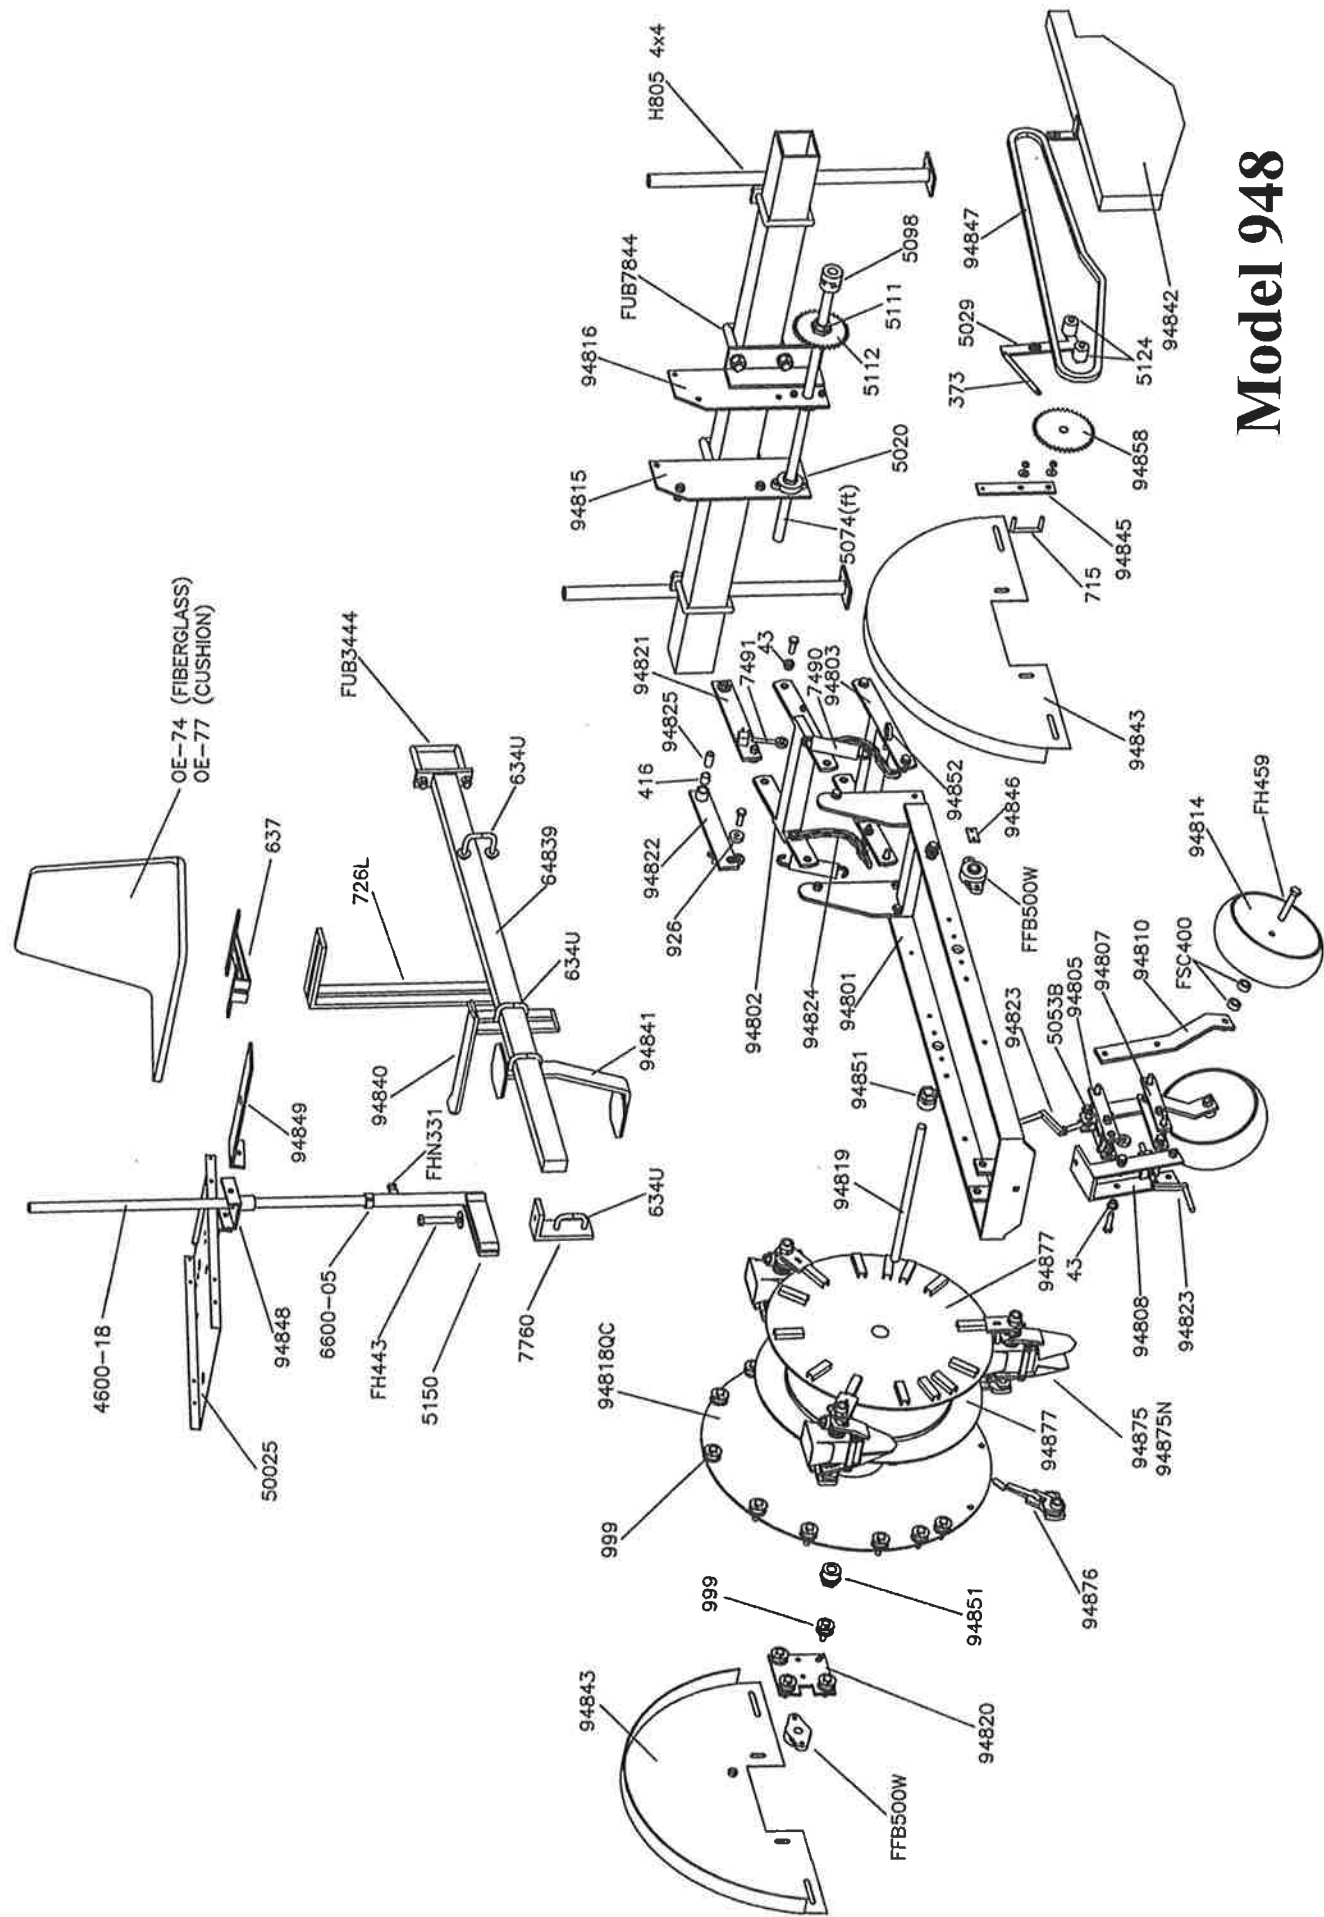 OE-74 (FIBERGLASS)
OE-77 (CUSHION)
637
94849
4600-18
50025
94848
6600-05
FH443
FHN331
5150
7760
634U
94841
94840
634U
726L
64839
634U
FUB3444
H805 4x4
FUB7844
94816
94815
5098
5111
5112
5020
5074(ft)
94821
7491
43
7490
94803
94825
416
94822
926
94802
94824
94801
94852
94846
FFB500W
94851
94819
94847
94842
5029
373
5124
94858
94845
715
94843
94814
FH459
FSC400
94810
94807
94805
5053B
94823
43
94808
94823
94877
94818QC
999
94877
94875
94875N
94876
94851
999
94820
94843
FFB500W
Model 948